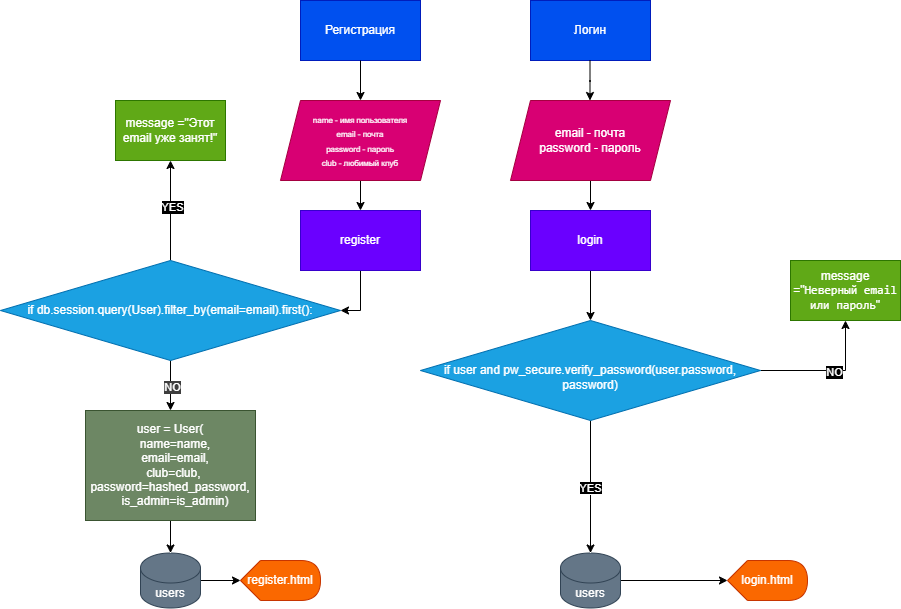 Регистрация
name - имя пользователя
email - почта
password - пароль
club - любимый клуб
register
message ="Этот
email уже занят!"
YES
if db.session.query(User).filter_by(email=email).first():
NO
user = User(
name=name,
email=email,
club=club,
password=hashed_password,
is_admin=is_admin)
users
register.html
Логин
email - почта
password - пароль
login
if user and pw_secure.verify_password(user.password,
password)
NO
message
="Неверный email
или пароль"
YES
users
login.html